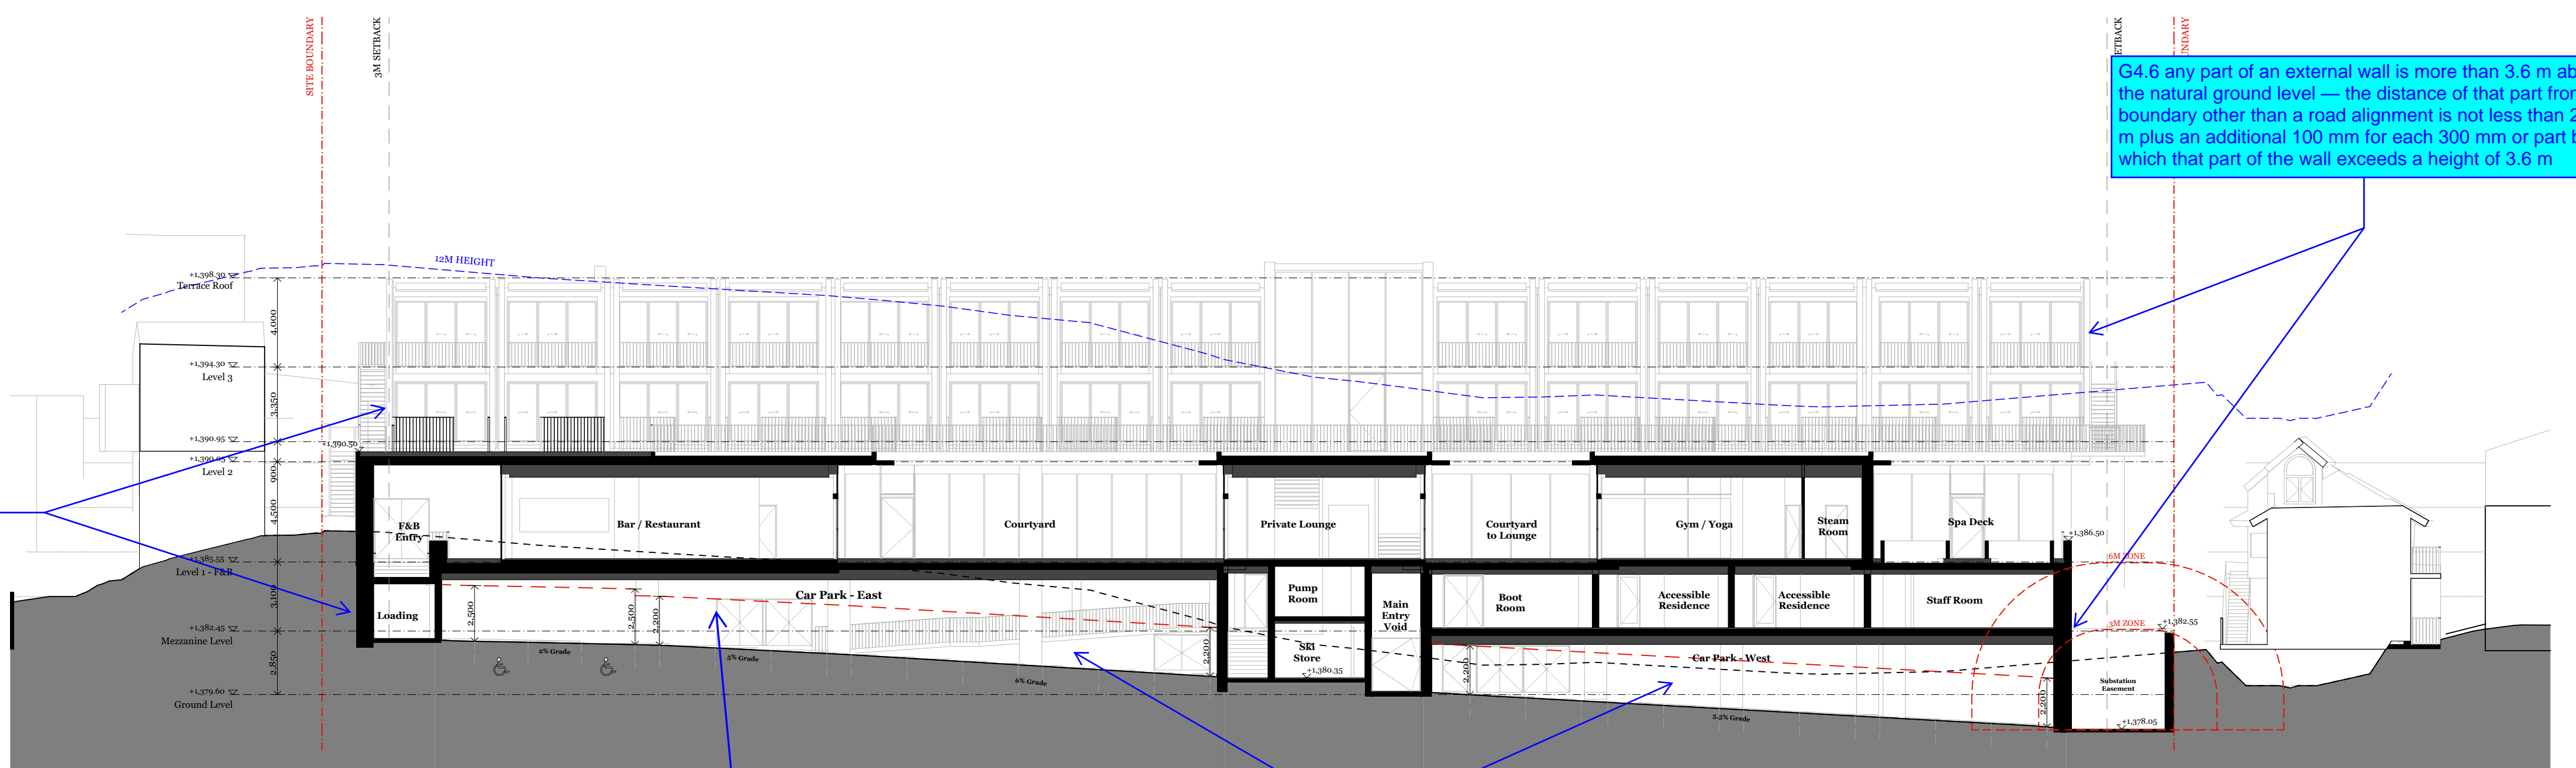 SITE BOUNDARY
3M SETBACK
ETBACK
UNDARY
G4.6 any part of an external wall is more than 3.6 m ab
the natural ground level — the distance of that part from
boundary other than a road alignment is not less than 2
m plus an additional 100 mm for each 300 mm or part b
which that part of the wall exceeds a height of 3.6 m
12M HEIGHT
+1,398.30
Terrace Roof
4,000
+1,394.30
Level 3
3,350
+1,390.95
+1,390.50
+1,390.05
Level 2
900
4,500
F&B
Entry
Bar / Restaurant
Courtyard
Private Lounge
Courtyard
to Lounge
Gym / Yoga
Steam
Room
Spa Deck
+1,386.50
+1,385.55
Level 1 - F&B
6M ZONE
3,100
Loading
2,500
2,500
2,200
Car Park - East
Pump
Room
Main
Entry
Void
Boot
Room
Accessible
Residence
Accessible
Residence
Staff Room
3M ZONE
+1,382.55
+1,382.45
Mezzanine Level
2,850
2% Grade
5% Grade
6% Grade
2,200
Ski
Store
+1,380.35
2,200
Car Park - West
5.5% Grade
2,200
Substation
Easement
+1,378.05
+1,379.60
Ground Level